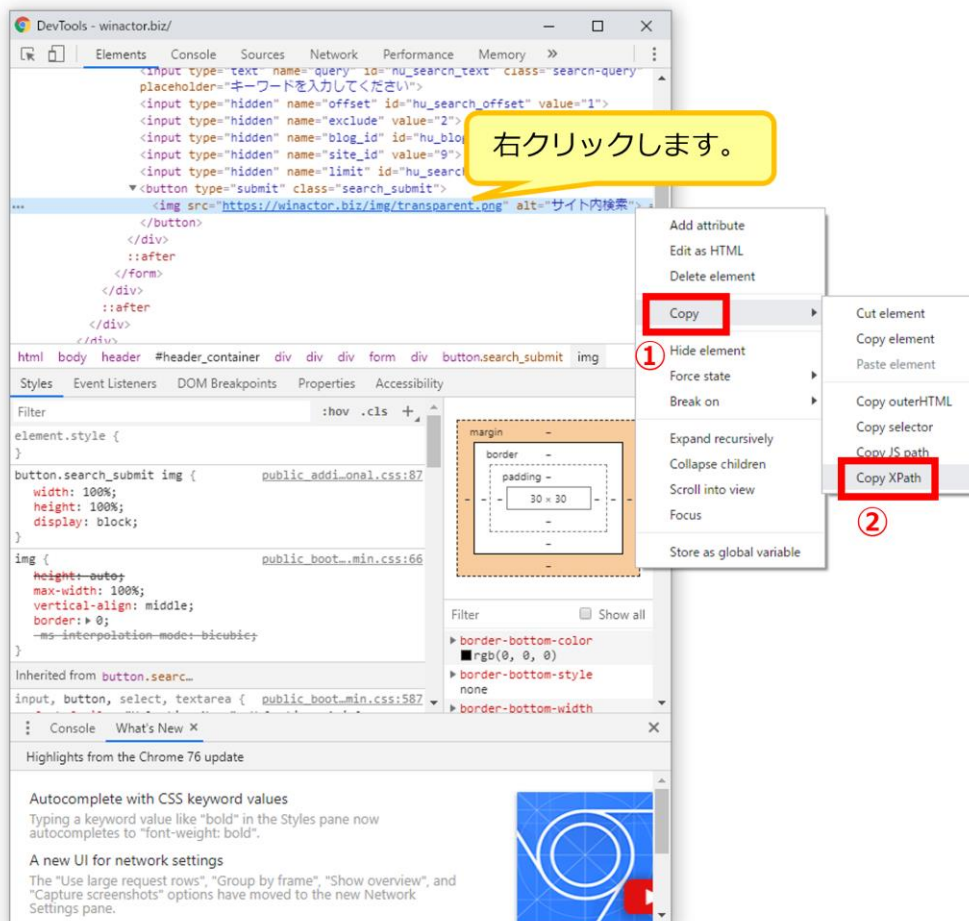 DevTools - winactor.biz/
Elements Console Sources Network Performance Memory »
<input type="text" name="query" id="hu_search_text" class="search-query"
placeholder="キーワードを入力してください">
<input type="hidden" name="offset" id="hu_search_offset" value="1">
<input type="hidden" name="exclude" value="2">
<input type="hidden" name="blog_id" id="hu_blog
<input type="hidden" name="site_id" value="9">
<input type="hidden" name="limit" id="hu_search
右クリックします。
▼<button type="submit" class="search_submit">
... <img src="https://winactor.biz/img/transparent.png" alt="サイト内検索">
</button>
</div>
::after
</form>
</div>
::after
</div>
</div>
html body header #header_container div div div form div button.search_submit img
Add attribute
Edit as HTML
Delete element
Copy
①
Hide element
Force state
Break on
Expand recursively
Collapse children
Scroll into view
Focus
Store as global variable
Cut element
Copy element
Paste element
Copy outerHTML
Copy selector
Copy JS path
Copy XPath
②
Styles Event Listeners DOM Breakpoints Properties Accessibility
Filter :hov .cls +
element.style {
}
button.search_submit img { public_addi…onal.css:87
width: 100%;
height: 100%;
display: block;
}
img { public_boot….min.css:66
height: auto;
max-width: 100%;
vertical-align: middle;
border:▶ 0;
-ms-interpolation-mode: bicubic;
}
Inherited from button.searc…
input, button, select, textarea { public_boot…min.css:587
margin -
border -
padding -
- - - 30 × 30 - - -
-
-
-
Filter Show all
▶ border-bottom-color
rgb(0, 0, 0)
▶ border-bottom-style
none
▶ border-bottom-width
Console What's New ×
Highlights from the Chrome 76 update
Autocomplete with CSS keyword values
Typing a keyword value like "bold" in the Styles pane now
autocompletes to "font-weight: bold".
A new UI for network settings
The "Use large request rows", "Group by frame", "Show overview", and
"Capture screenshots" options have moved to the new Network
Settings pane.